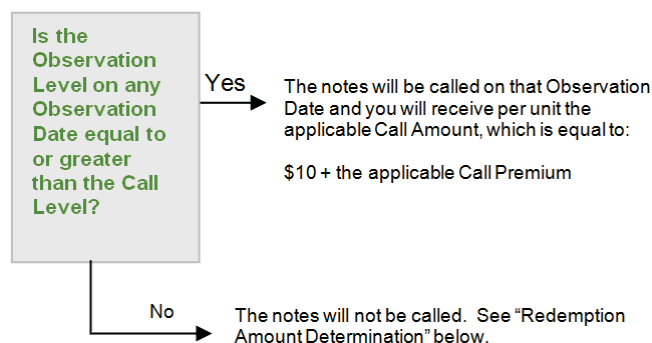 Is the
Observation
Level on any
Observation
Date equal to
or greater
than the Call
Level?
Yes
The notes will be called on that Observation
Date and you will receive per unit the
applicable Call Amount, which is equal to:
$10 + the applicable Call Premium
No
The notes will not be called.  See “Redemption
Amount Determination” below.